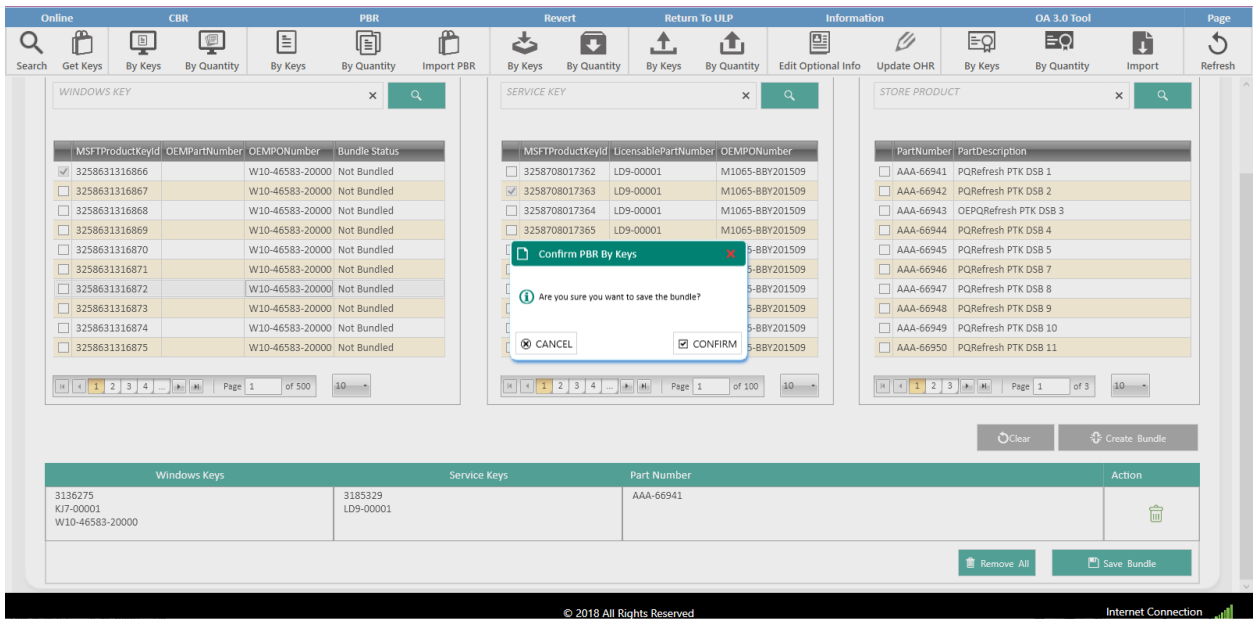 Online CBR PBR Revert Return To ULP Information OA 3.0 Tool Page
Search Get Keys By Keys By Quantity By Keys By Quantity Import PBR By Keys By Quantity By Keys By Quantity Edit Optional Info Update OHR By Keys By Quantity Import Refresh
WINDOWS KEY SERVICE KEY STORE PRODUCT
MSFTProductKeyId OEMPartNumber OEMPONumber Bundle Status MSFTProductKeyId LicensablePartNumber OEMPONumber PartNumber PartDescription
3258631316866 W10-46583-20000 Not Bundled 3258708017362 LD9-00001 M1065-BBY201509 AAA-66941 PQRefresh PTK DSB 1
3258631316867 W10-46583-20000 Not Bundled 3258708017363 LD9-00001 M1065-BBY201509 AAA-66942 PQRefresh PTK DSB 2
3258631316868 W10-46583-20000 Not Bundled 3258708017364 LD9-00001 M1065-BBY201509 AAA-66943 OEPQRefresh PTK DSB 3
3258631316869 W10-46583-20000 Not Bundled 3258708017365 LD9-00001 M1065-BBY201509 AAA-66944 PQRefresh PTK DSB 4
3258631316870 W10-46583-20000 Not Bundled 5-BBY201509 AAA-66945 PQRefresh PTK DSB 5
3258631316871 W10-46583-20000 Not Bundled 5-BBY201509 AAA-66946 PQRefresh PTK DSB 7
3258631316872 W10-46583-20000 Not Bundled 5-BBY201509 AAA-66947 PQRefresh PTK DSB 8
3258631316873 W10-46583-20000 Not Bundled 5-BBY201509 AAA-66948 PQRefresh PTK DSB 9
3258631316874 W10-46583-20000 Not Bundled 5-BBY201509 AAA-66949 PQRefresh PTK DSB 10
3258631316875 W10-46583-20000 Not Bundled 5-BBY201509 AAA-66950 PQRefresh PTK DSB 11
Confirm PBR By Keys
Are you sure you want to save the bundle?
CANCEL CONFIRM
1 2 3 4 ... Page 1 of 500 10 1 2 3 4 ... Page 1 of 100 10 1 2 3 Page 1 of 3 10
Clear Create Bundle
Windows Keys Service Keys Part Number Action
3136275 3185329 AAA-66941
KJ7-00001 LD9-00001
W10-46583-20000
Remove All Save Bundle
© 2018 All Rights Reserved Internet Connection